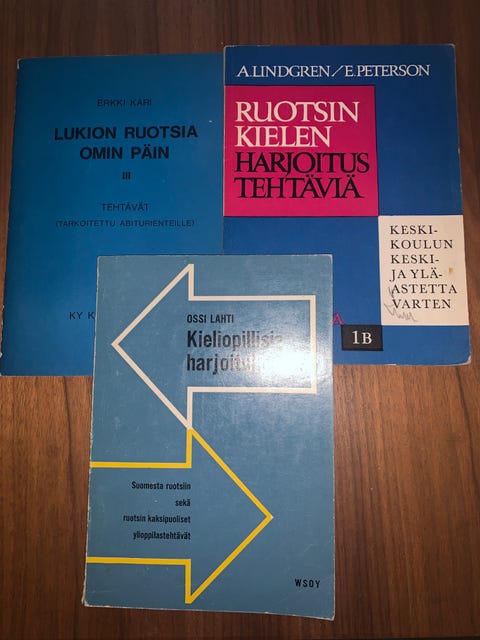 ERKKI KARI
LUKION RUOTSIA
OMIN PÄIN
III
TEHTÄVÄT
(TARKOITETTU ABITURIENTEILLE)
KY
A. LINDGREN/E. PETERSON
RUOTSIN
KIELEN
HARJOITUS
TEHTÄVIÄ
KESKI-
KOULUN
KESKI-
JA YLÄ-
ASTETTA
VARTEN
A
1B
OSSI LAHTI
Kieliopillisia
Suomesta ruotsiin
sekä
ruotsin kaksipuoliset
ylioppilastehtävät
WSOY